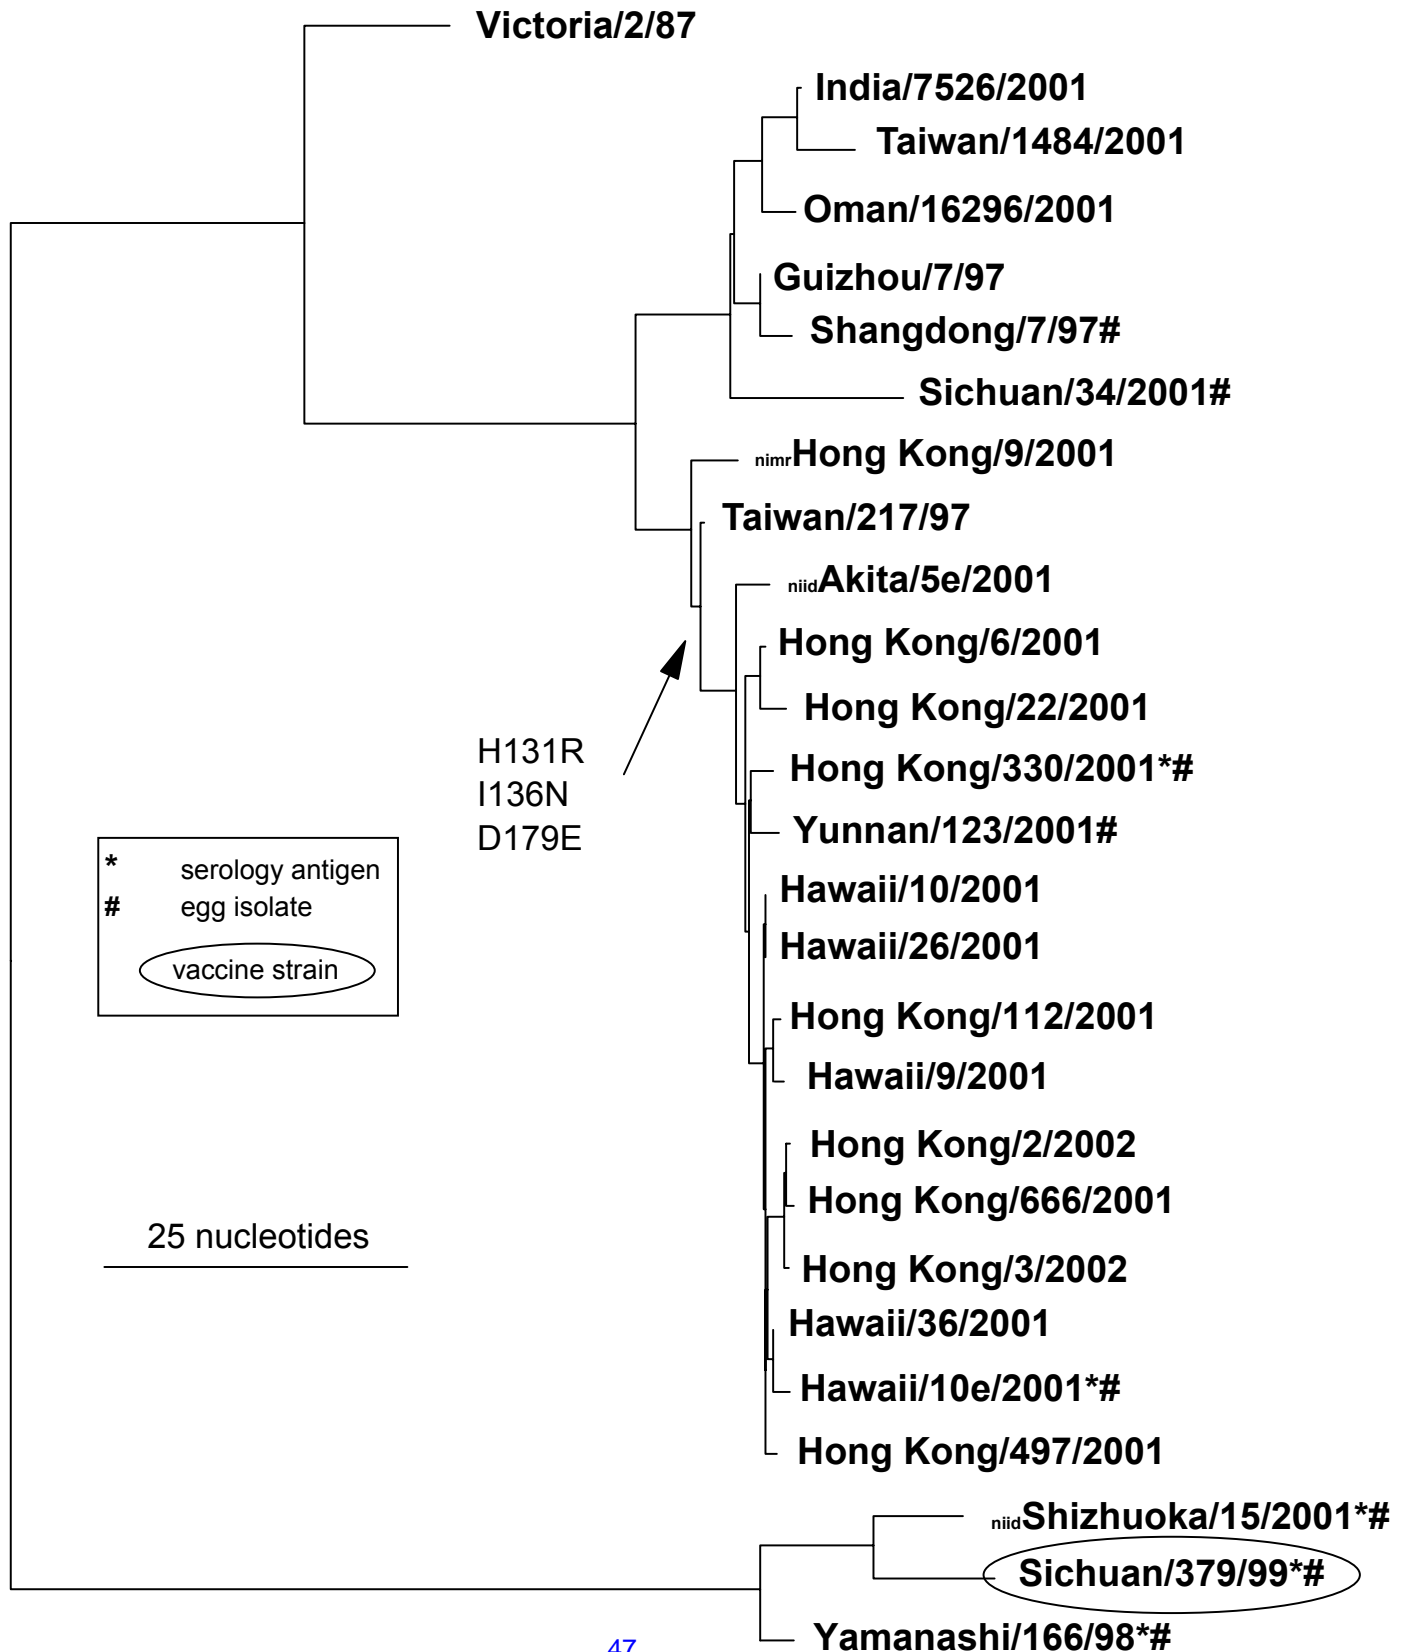 Victoria/2/87
India/7526/2001
Taiwan/1484/2001
Oman/16296/2001
Guizhou/7/97
Shangdong/7/97#
Sichuan/34/2001#
nimrHong Kong/9/2001
Taiwan/217/97
niidAkita/5e/2001
Hong Kong/6/2001
Hong Kong/22/2001
Hong Kong/330/2001*#
Yunnan/123/2001#
Hawaii/10/2001
Hawaii/26/2001
Hong Kong/112/2001
Hawaii/9/2001
Hong Kong/2/2002
Hong Kong/666/2001
Hong Kong/3/2002
Hawaii/36/2001
Hawaii/10e/2001*#
Hong Kong/497/2001
niidShizhuoka/15/2001*#
Sichuan/379/99*#
Yamanashi/166/98*#
H131R
I136N
D179E
* serology antigen
# egg isolate
vaccine strain
25 nucleotides
47